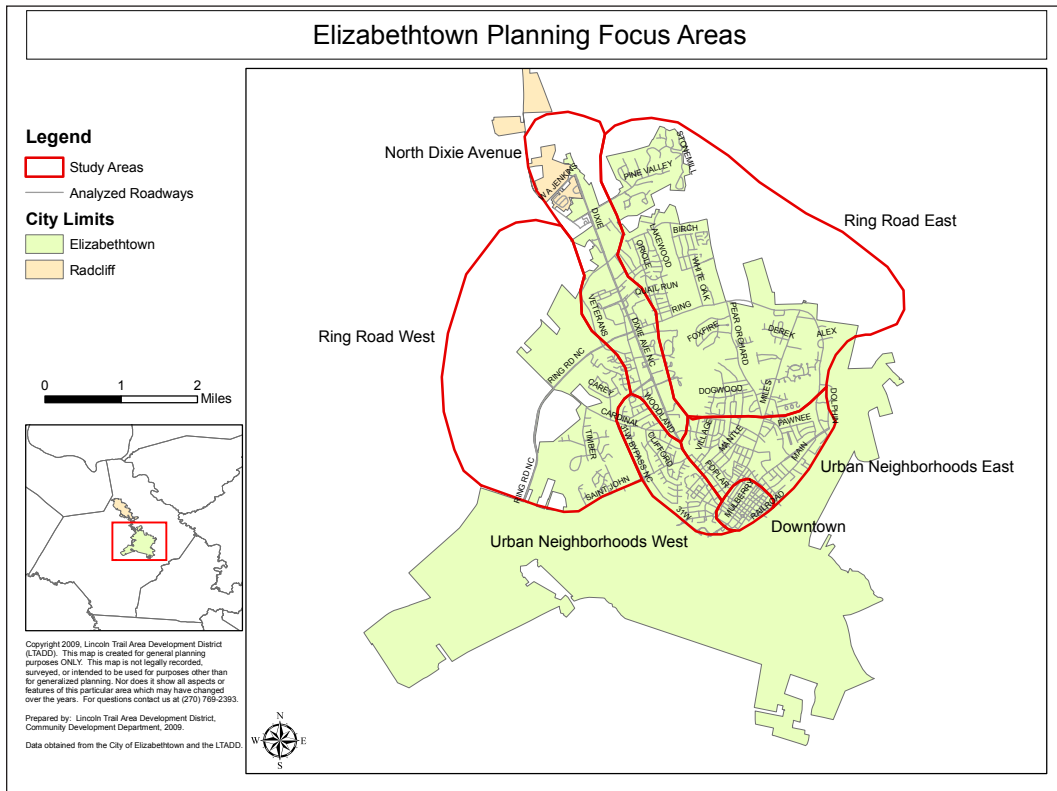 Elizabethtown Planning Focus Areas
Legend
Study Areas
Analyzed Roadways
City Limits
Elizabethtown
Radcliff
0 1 2
Miles
Copyright 2009, Lincoln Trail Area Development District
(LTADD). This map is created for general planning
purposes ONLY. This map is not legally recorded,
surveyed, or intended to be used for purposes other than
for generalized planning. Nor does it show all aspects or
features of this particular area which may have changed
over the years. For questions contact us at (270) 769-2393.
Prepared by: Lincoln Trail Area Development District,
Community Development Department, 2009.
Data obtained from the City of Elizabethtown and the LTADD.
North Dixie Avenue
Ring Road East
Ring Road West
Urban Neighborhoods East
Downtown
Urban Neighborhoods West
STONEMILL
PINE VALLEY
W A JENKINS
DIXIE
LAKEWOOD
BIRCH
ORIOLE
WHITE OAK
QUAIL RUN
RING
VETERANS
DIXIE AVE NC
FOXFIRE
PEAR ORCHARD
DEREK
ALEX
RING RD NC
CAREY
DOGWOOD
MILES
DOLPHIN
WOODLAND
CARDINAL
31-W BYPASS NC
CLIFFORD
VILLAGE
MANTLE
PAWNEE
TIMBER
MAIN
POPLAR
SAINT JOHN
RING RD NC
MULBERRY
RAILROAD
31-W
N
W E
S